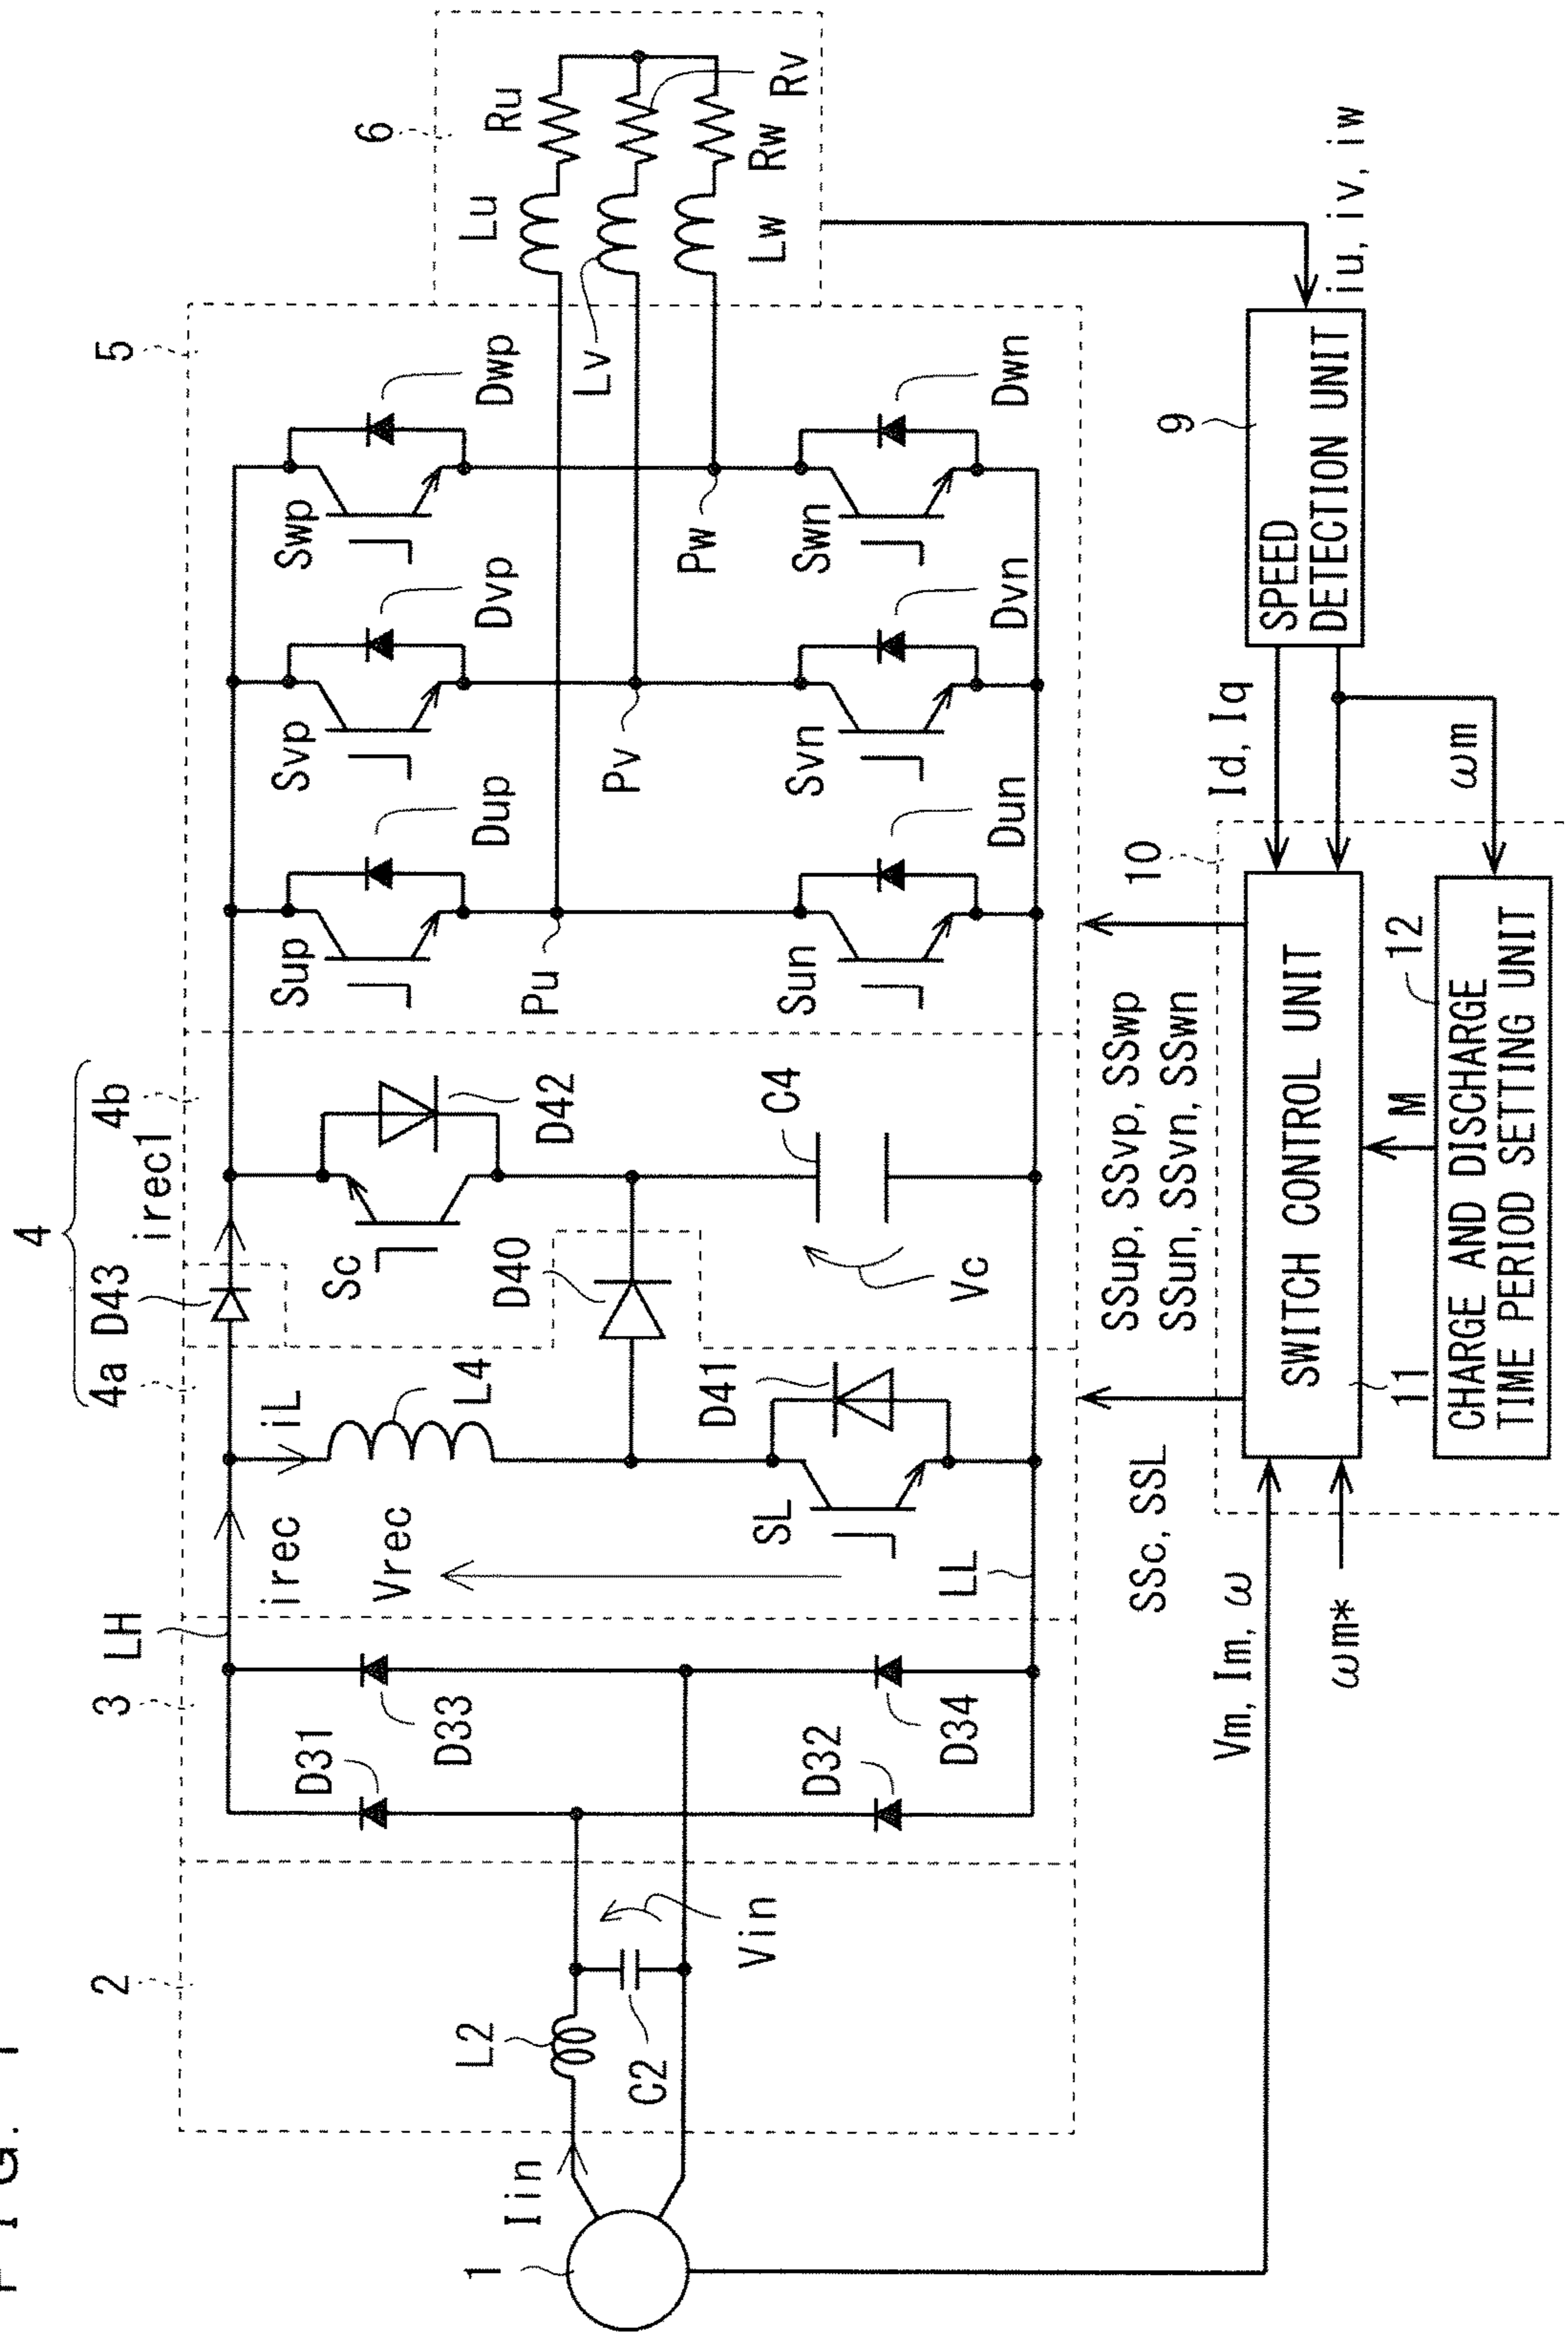 FIG. 1
4
4a
4b
5
6
3
2
1
D43
irec1
LH
irec
iL
L4
Vrec
SL
D41
LL
D40
Sc
D42
C4
Vc
D31
D33
D32
D34
L2
C2
Vin
Iin
Sup
Dup
Svp
Dvp
Swp
Dwp
Pu
Pv
Pw
Sun
Dun
Svn
Dvn
Swn
Dwn
Lu
Ru
Lv
Rv
Lw
Rw
iu, iv, iw
9
SPEED
DETECTION UNIT
Id, Iq
ωm
10
SSup, SSvp, SSwp
SSun, SSvn, SSwn
SSc, SSL
Vm, Im, ω
ωm*
SWITCH CONTROL UNIT
11
M
12
CHARGE AND DISCHARGE
TIME PERIOD SETTING UNIT